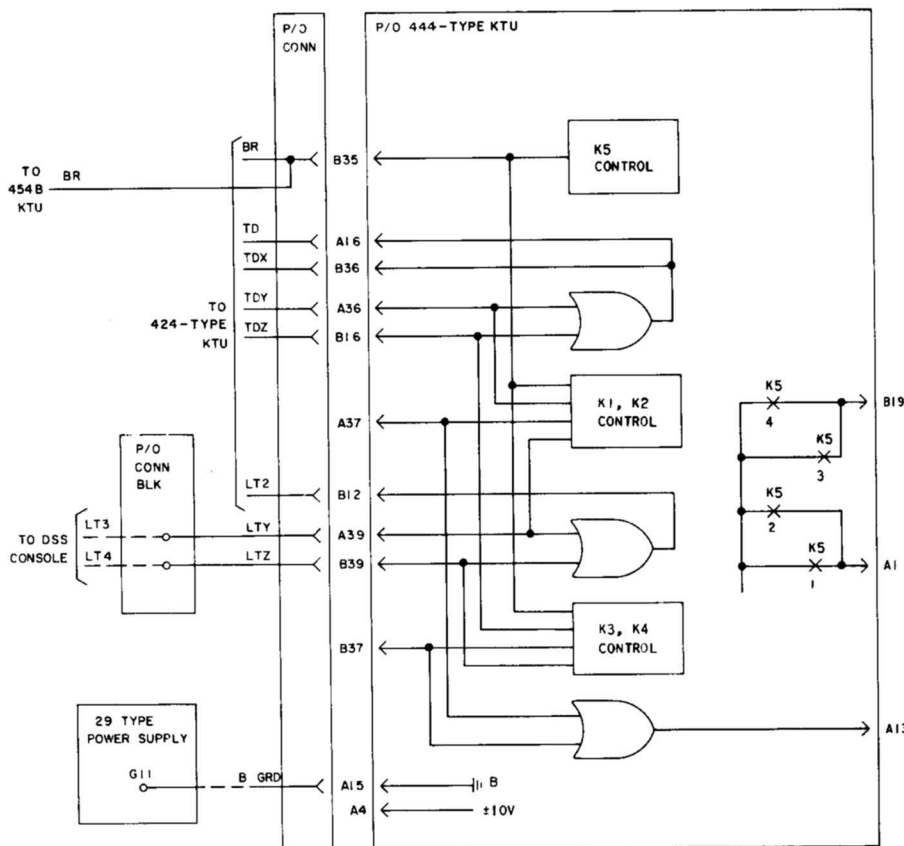 P/O
CONN
P/O 444-TYPE KTU
BR
B35
K5
CONTROL
TO
454B
KTU
BR
TD
A16
TDX
B36
TO
424-TYPE
KTU
TDY
A36
TDZ
B16
K1, K2
CONTROL
A37
K5
4
B19
K5
3
P/O
CONN
BLK
LT2
B12
K5
2
TO DSS
CONSOLE
LT3
LTY
A39
LT4
LTZ
B39
K5
1
A1
K3, K4
CONTROL
B37
29 TYPE
POWER SUPPLY
G11
B GRD
A15
B
A4
±10V
A13